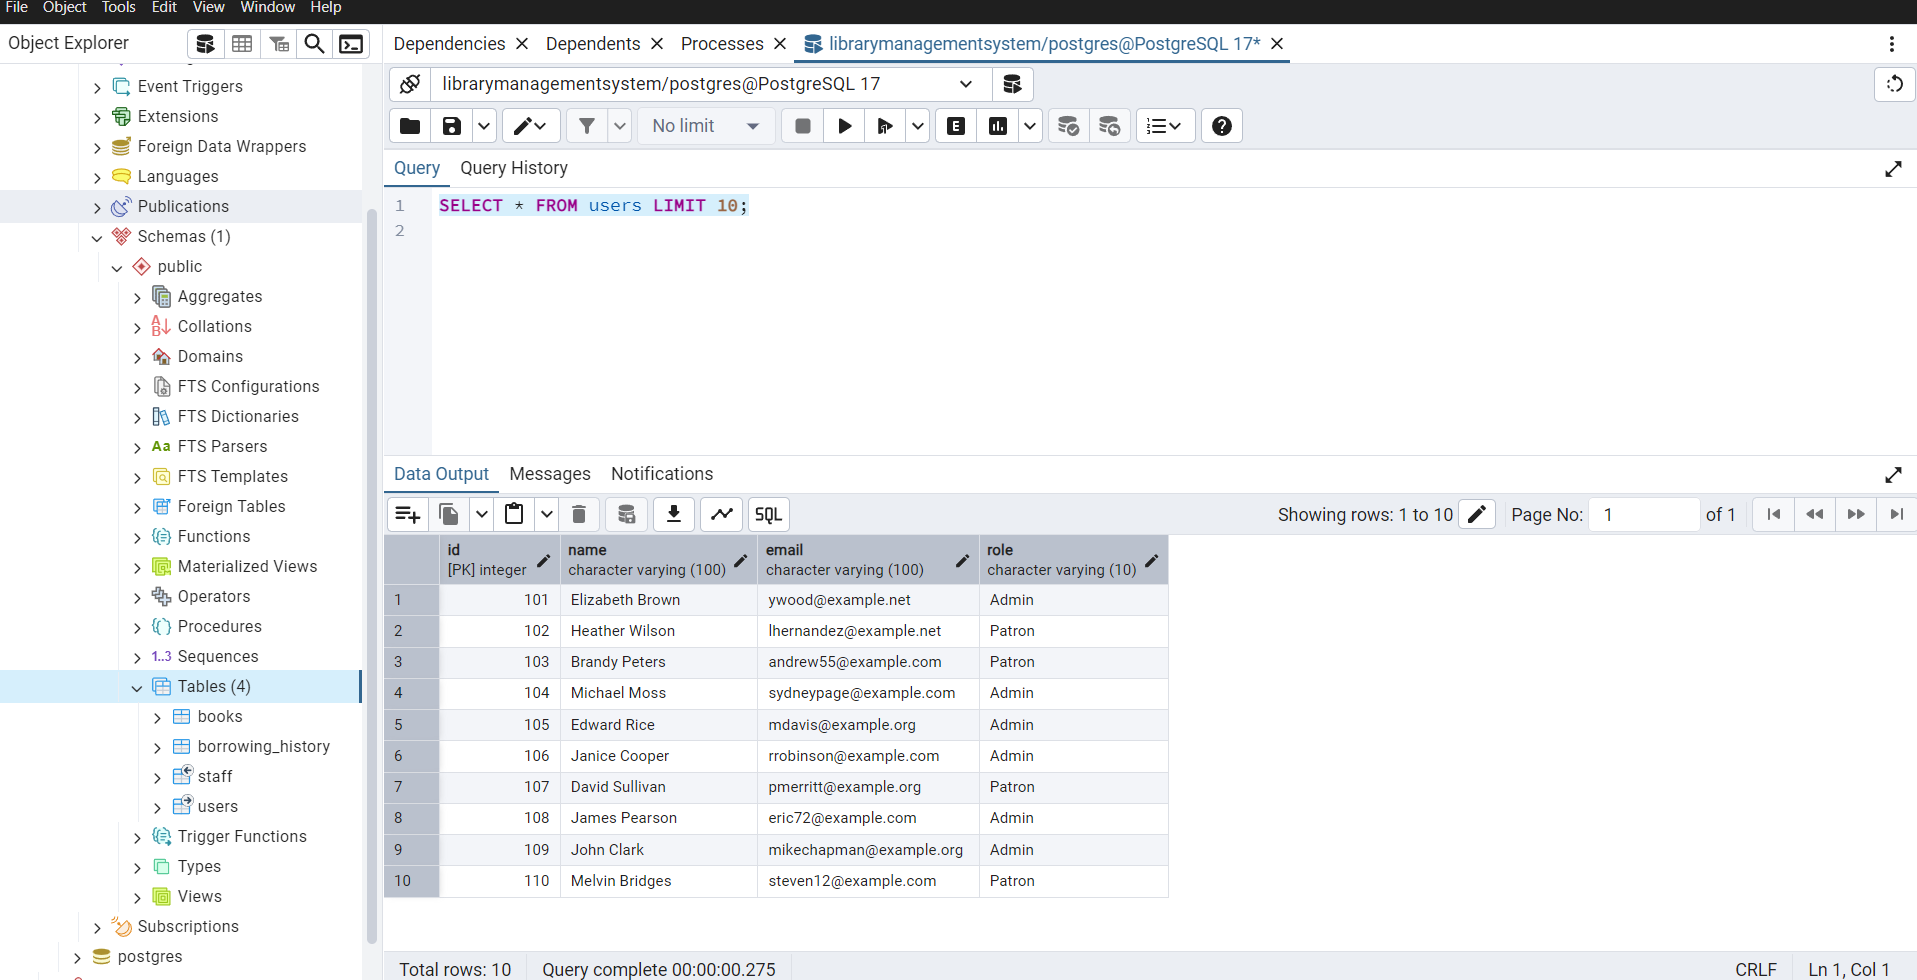 File Object Tools Edit View Window Help
Object Explorer
Event Triggers
Extensions
Foreign Data Wrappers
Languages
Publications
Schemas (1)
public
Aggregates
Collations
Domains
FTS Configurations
FTS Dictionaries
Aa FTS Parsers
FTS Templates
Foreign Tables
Functions
Materialized Views
Operators
Procedures
1..3 Sequences
Tables (4)
books
borrowing_history
staff
users
Trigger Functions
Types
Views
Subscriptions
postgres
Dependencies Dependents Processes librarymanagementsystem/postgres@PostgreSQL 17*
librarymanagementsystem/postgres@PostgreSQL 17
No limit E
Query Query History
1 SELECT * FROM users LIMIT 10;
2
Data Output Messages Notifications
SQL Showing rows: 1 to 10 Page No: 1 of 1
id name email role
[PK] integer character varying (100) character varying (100) character varying (10)
1 101 Elizabeth Brown ywood@example.net Admin
2 102 Heather Wilson lhernandez@example.net Patron
3 103 Brandy Peters andrew55@example.com Patron
4 104 Michael Moss sydneypage@example.com Admin
5 105 Edward Rice mdavis@example.org Admin
6 106 Janice Cooper rrobinson@example.com Admin
7 107 David Sullivan pmerritt@example.org Patron
8 108 James Pearson eric72@example.com Admin
9 109 John Clark mikechapman@example.org Admin
10 110 Melvin Bridges steven12@example.com Patron
Total rows: 10 Query complete 00:00:00.275 CRLF Ln 1, Col 1